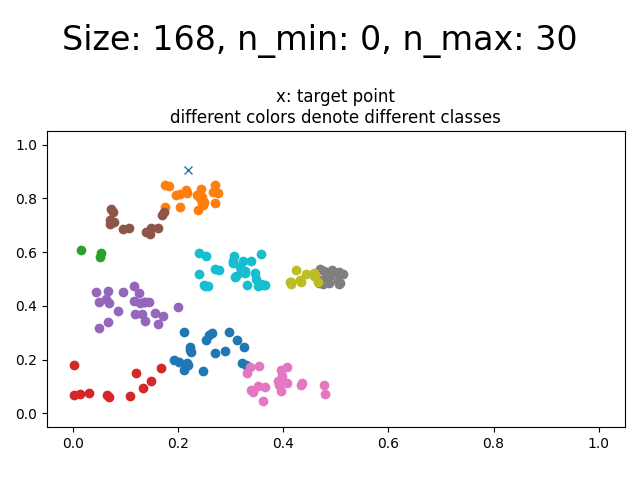 Size: 168, n_min: 0, n_max: 30
x: target point
different colors denote different classes
1.0
0.8
0.6
0.4
0.2
0.0
0.0 0.2 0.4 0.6 0.8 1.0